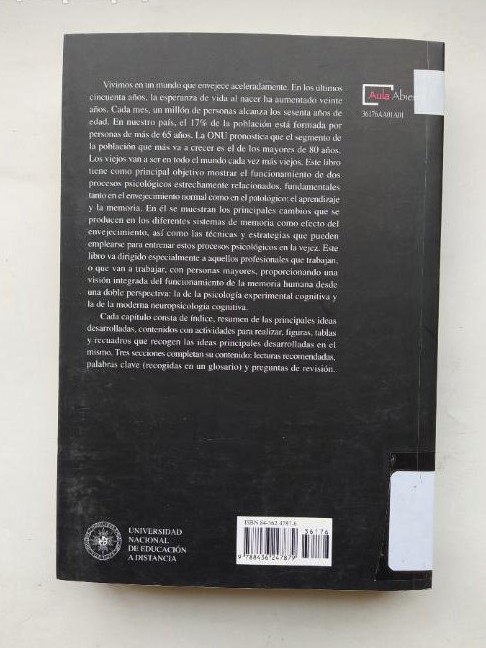 Aula Abier
36176AA01A01
Vivimos en un mundo que envejece aceleradamente. En los últimos
cincuenta años, la esperanza de vida al nacer ha aumentado veinte
años. Cada mes, un millón de personas alcanza los sesenta años de
edad. En nuestro país, el 17% de la población está formada por
personas de más de 65 años. La ONU pronostica que el segmento de
la población que más va a crecer es el de los mayores de 80 años.
Los viejos van a ser en todo el mundo cada vez más viejos. Este libro
tiene como principal objetivo mostrar el funcionamiento de dos
procesos psicológicos estrechamente relacionados, fundamentales
tanto en el envejecimiento normal como en el patológico: el aprendizaje
y la memoria. En él se muestran los principales cambios que se
producen en los diferentes sistemas de memoria como efecto del
envejecimiento, así como las técnicas y estrategias que pueden
emplearse para entrenar estos procesos psicológicos en la vejez. Este
libro va dirigido especialmente a aquellos profesionales que trabajan,
o que van a trabajar, con personas mayores, proporcionando una
visión integrada del funcionamiento de la memoria humana desde
una doble perspectiva: la de la psicología experimental cognitiva y
la de la moderna neuropsicología cognitiva.
Cada capítulo consta de índice, resumen de las principales ideas
desarrolladas, contenidos con actividades para realizar, figuras, tablas
y recuadros que recogen las ideas principales desarrolladas en el
mismo. Tres secciones completan su contenido: lecturas recomendadas,
palabras clave (recogidas en un glosario) y preguntas de revisión.
UNIVERSIDAD
NACIONAL
DE EDUCACIÓN
A DISTANCIA
ISBN 84-362-4787-6
36176
9 788436 247879